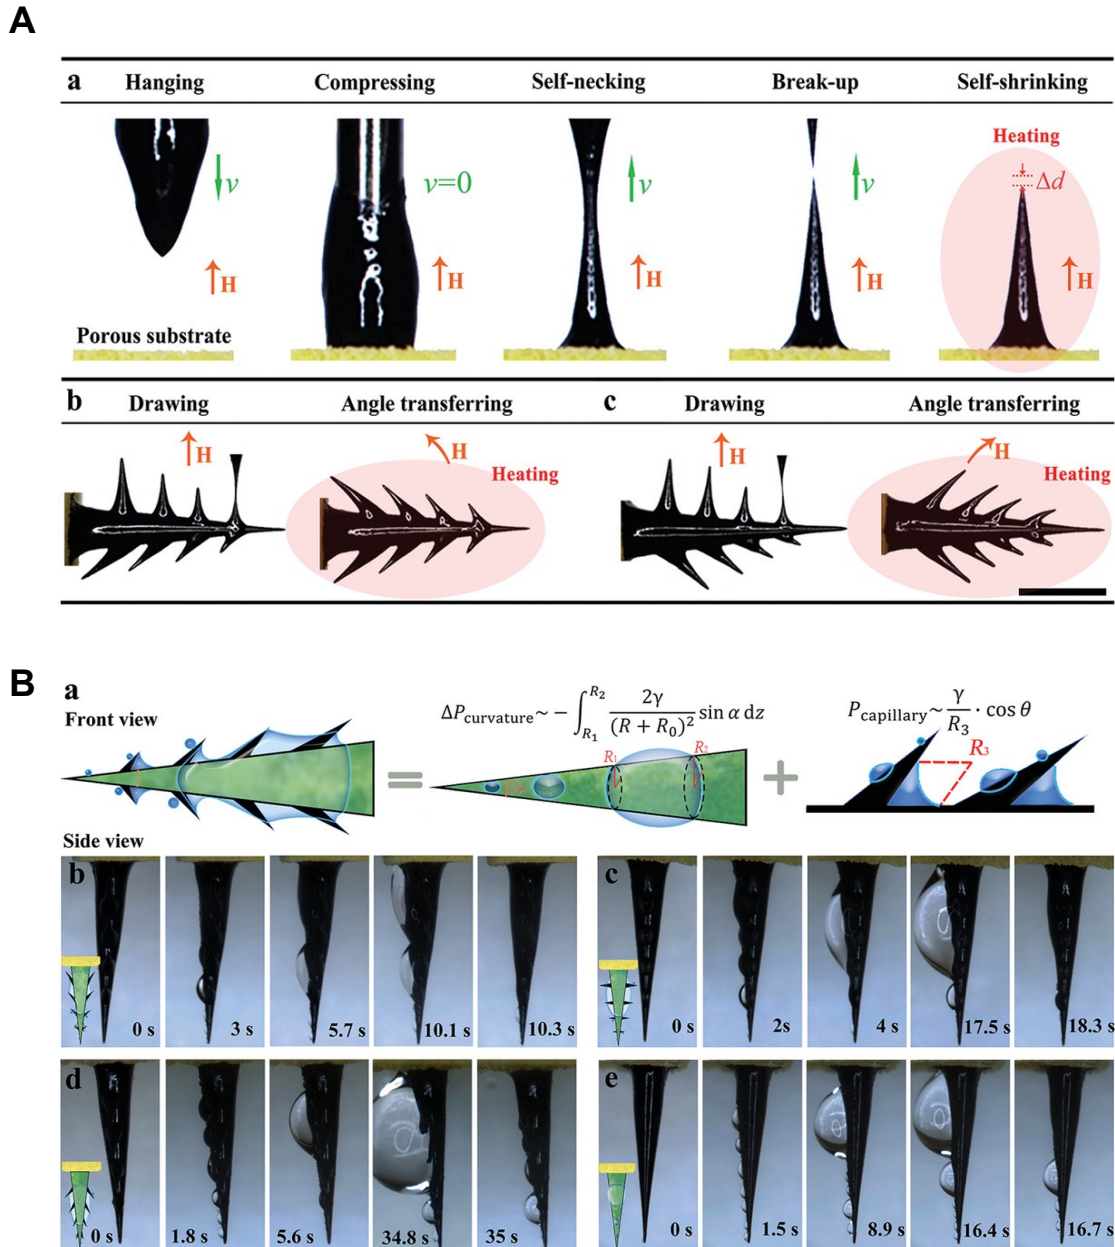 A
a Hanging Compressing Self-necking Break-up Self-shrinking
Heating
v v=0 v v Δd
H H H H H
Porous substrate
b Drawing Angle transferring c Drawing Angle transferring
H H Heating H H Heating
B
a
Front view
ΔP_curvature ~ − ∫_{R₁}^{R₂} 2γ/(R + R₀)² sin α dz
P_capillary ~ γ/R₃ · cos θ
R₁ R₂ R₃
= +
Side view
b 0 s 3 s 5.7 s 10.1 s 10.3 s
c 0 s 2s 4 s 17.5 s 18.3 s
d 0 s 1.8 s 5.6 s 34.8 s 35 s
e 0 s 1.5 s 8.9 s 16.4 s 16.7 s